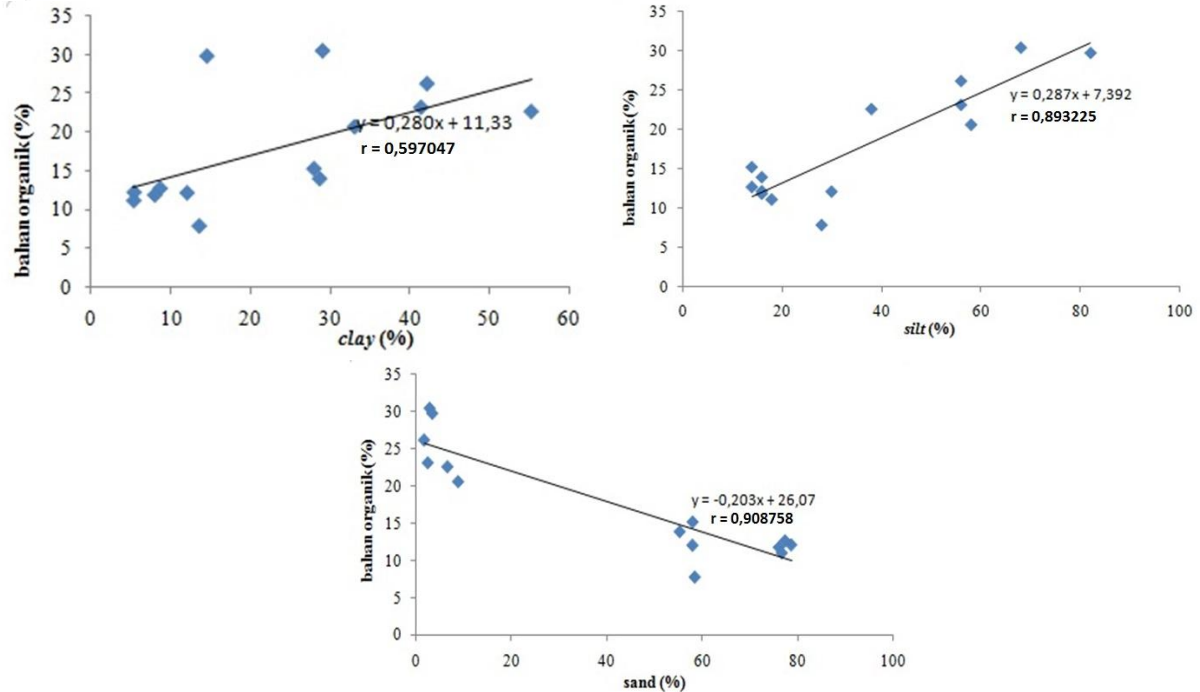 35
30
25
20
15
10
5
0
bahan organik(%)
y = 0,280x + 11,33
r = 0,597047
0 10 20 30 40 50 60
clay (%)
35
30
25
20
15
10
5
0
bahan organik(%)
y = 0,287x + 7,392
r = 0,893225
0 20 40 60 80 100
silt (%)
35
30
25
20
15
10
5
0
bahan organik(%)
y = -0,203x + 26,07
r = 0,908758
0 20 40 60 80 100
sand (%)